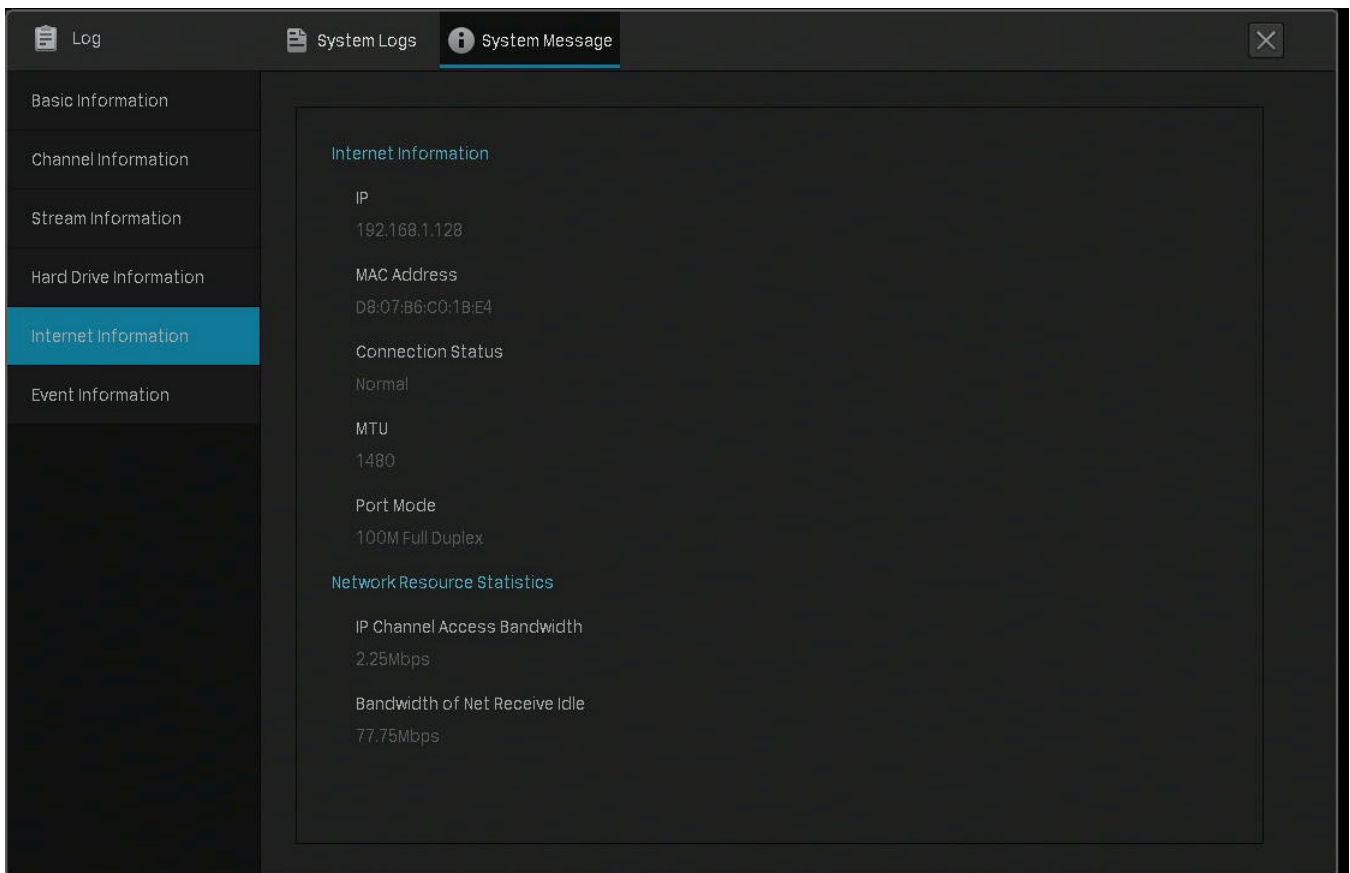 Log
System Logs
System Message
Basic Information
Channel Information
Stream Information
Hard Drive Information
Internet Information
Event Information
Internet Information
IP
192.168.1.128
MAC Address
D8:07:B6:C0:1B:E4
Connection Status
Normal
MTU
1480
Port Mode
100M Full Duplex
Network Resource Statistics
IP Channel Access Bandwidth
2.25Mbps
Bandwidth of Net Receive Idle
77.75Mbps